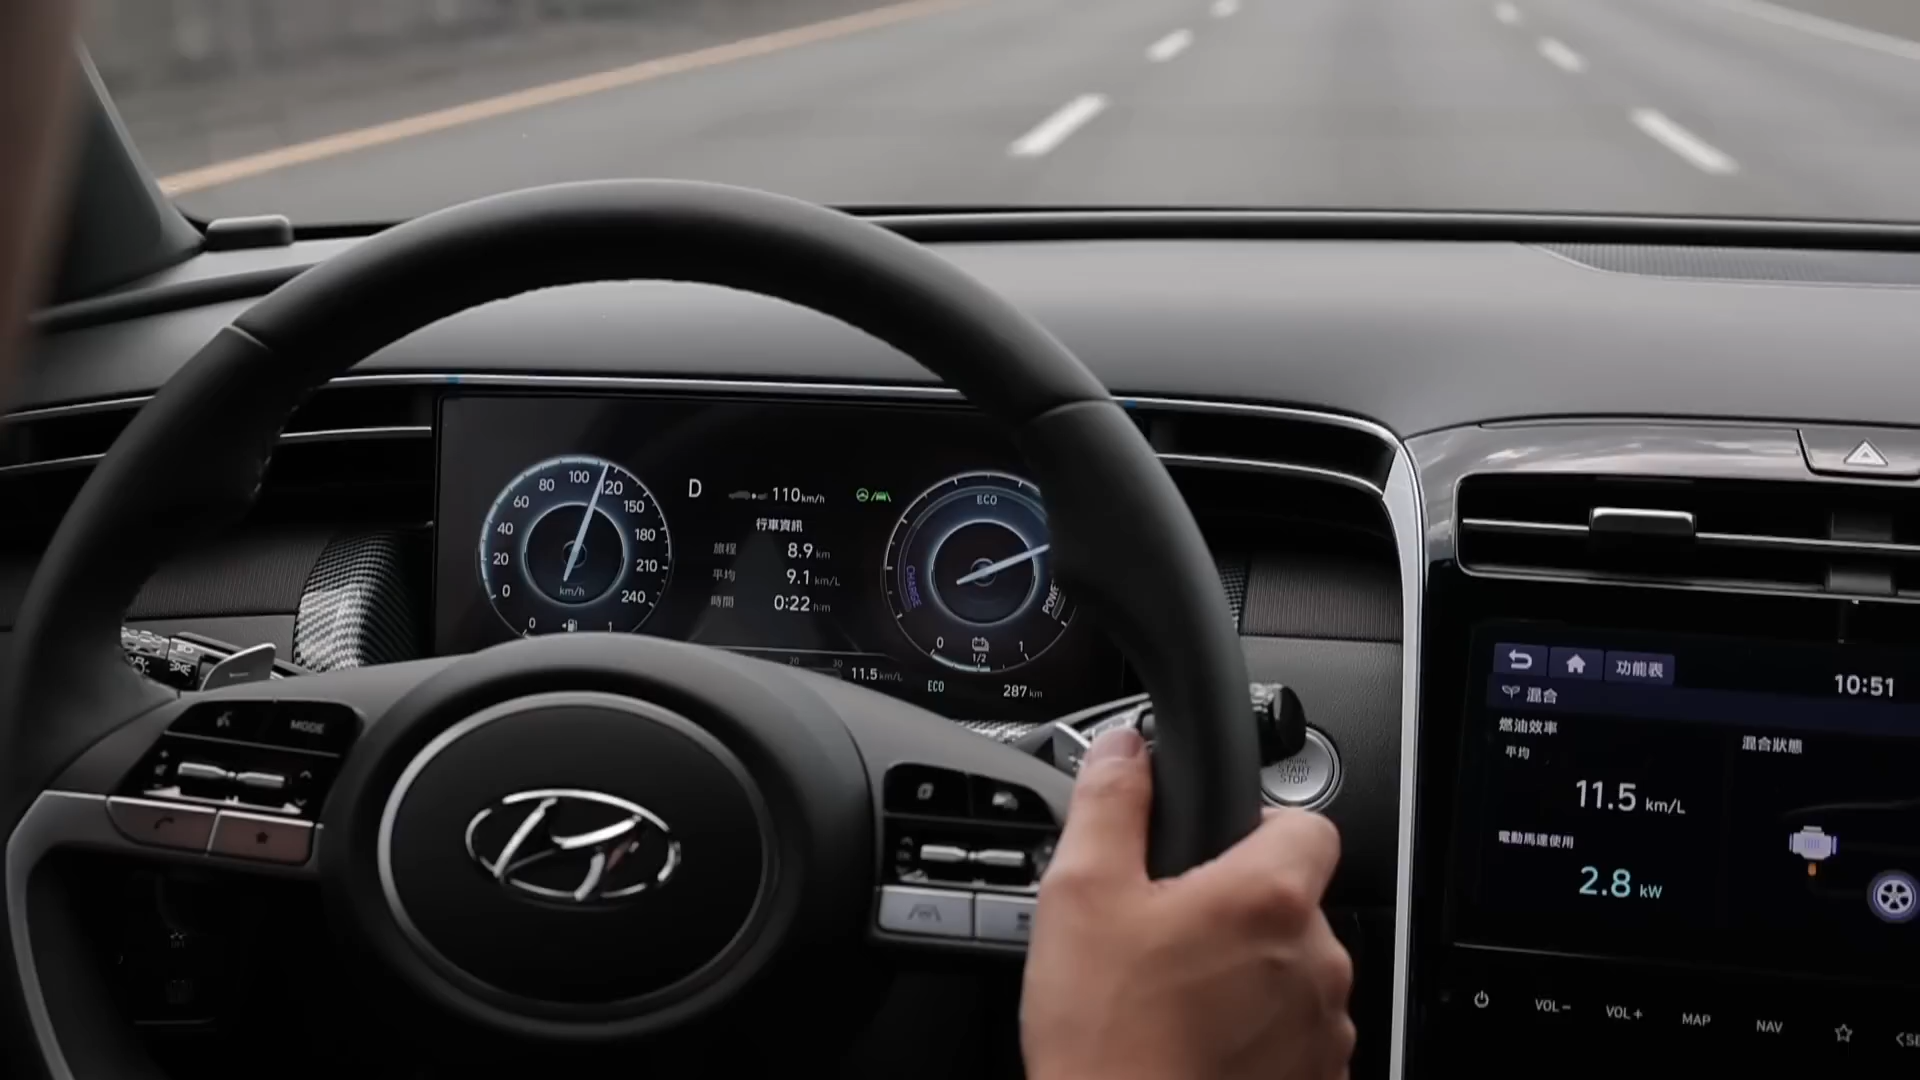 0
20
40
60
80
100
120
150
180
210
240
km/h
0
1
D
110km/h
行車資訊
旅程 8.9 km
平均 9.1 km/L
時間 0:22 h:m
20 30
11.5 km/L
ECO
CHARGE
0
1/2
1
ECO
287 km
MODE
START
STOP
功能表
10:51
混合
燃油效率
混合狀態
平均
11.5 km/L
電動馬達使用
2.8 kW
VOL− VOL+ MAP NAV